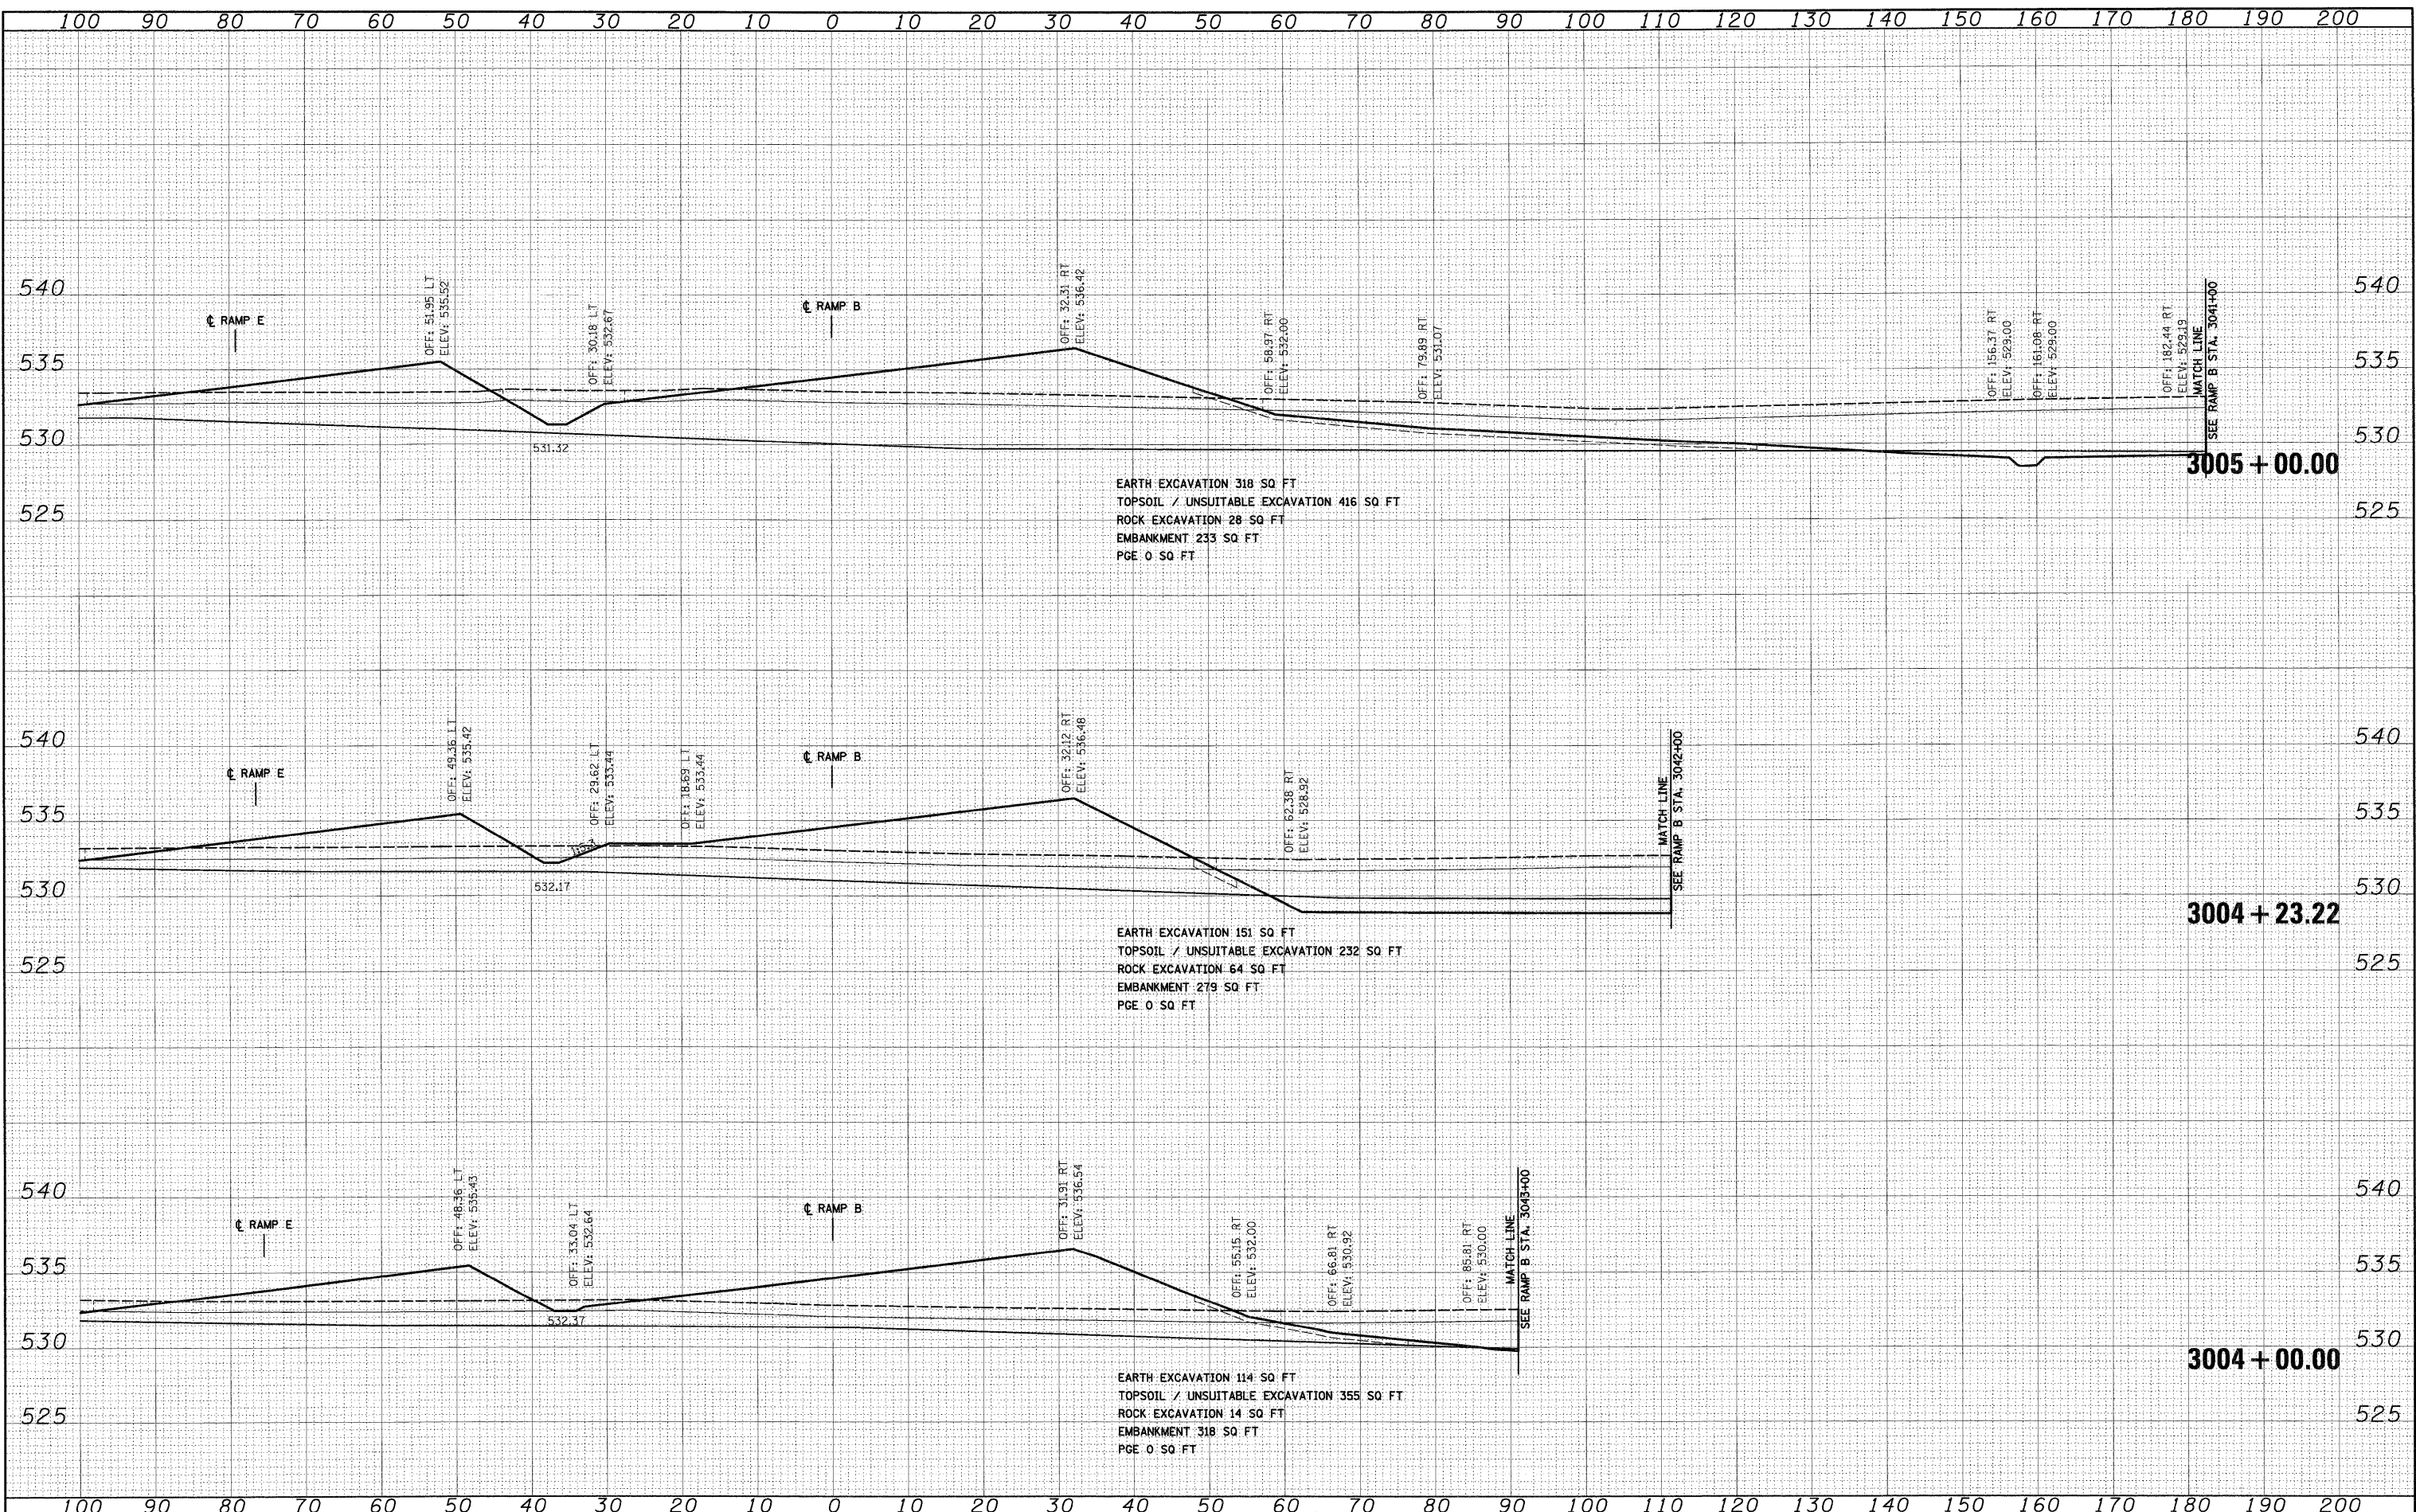 100 90 80 70 60 50 40 30 20 10 0 10 20 30 40 50 60 70 80 90 100 110 120 130 140 150 160 170 180 190 200
540 540
535 535
530 530
525 525
℄ RAMP E
OFF: 51.95 LT
ELEV: 535.52
OFF: 30.18 LT
ELEV: 532.67
℄ RAMP B
OFF: 32.31 RT
ELEV: 536.42
OFF: 58.97 RT
ELEV: 532.00
OFF: 79.89 RT
ELEV: 531.07
OFF: 156.37 RT
ELEV: 529.00
OFF: 161.08 RT
ELEV: 529.00
OFF: 182.44 RT
ELEV: 529.19
MATCH LINE
SEE RAMP B STA. 3041+00
531.32
3005 + 00.00
EARTH EXCAVATION 318 SQ FT
TOPSOIL / UNSUITABLE EXCAVATION 416 SQ FT
ROCK EXCAVATION 28 SQ FT
EMBANKMENT 233 SQ FT
PGE 0 SQ FT
540 540
535 535
530 530
525 525
℄ RAMP E
OFF: 49.36 LT
ELEV: 535.42
OFF: 29.62 LT
ELEV: 533.44
OFF: 18.69 LT
ELEV: 533.44
℄ RAMP B
OFF: 32.12 RT
ELEV: 536.48
OFF: 62.38 RT
ELEV: 528.92
MATCH LINE
SEE RAMP B STA. 3042+00
532.17
3004 + 23.22
EARTH EXCAVATION 151 SQ FT
TOPSOIL / UNSUITABLE EXCAVATION 232 SQ FT
ROCK EXCAVATION 64 SQ FT
EMBANKMENT 279 SQ FT
PGE 0 SQ FT
540 540
535 535
530 530
525 525
℄ RAMP E
OFF: 48.36 LT
ELEV: 535.43
OFF: 33.04 LT
ELEV: 532.64
℄ RAMP B
OFF: 31.91 RT
ELEV: 536.54
OFF: 55.15 RT
ELEV: 532.00
OFF: 66.81 RT
ELEV: 530.92
OFF: 85.81 RT
ELEV: 530.00
MATCH LINE
SEE RAMP B STA. 3043+00
532.37
3004 + 00.00
EARTH EXCAVATION 114 SQ FT
TOPSOIL / UNSUITABLE EXCAVATION 355 SQ FT
ROCK EXCAVATION 14 SQ FT
EMBANKMENT 318 SQ FT
PGE 0 SQ FT
100 90 80 70 60 50 40 30 20 10 0 10 20 30 40 50 60 70 80 90 100 110 120 130 140 150 160 170 180 190 200